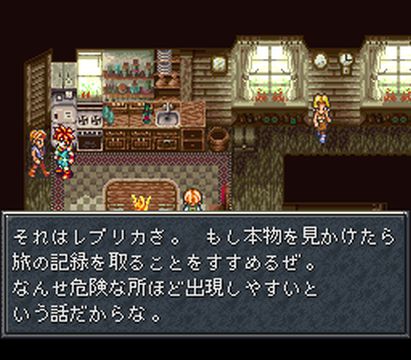 それはレプリカさ。 もし本物を見かけたら
旅の記録を取ることをすすめるぜ。
なんせ危険な所ほど出現しやすいと
いう話だからな。